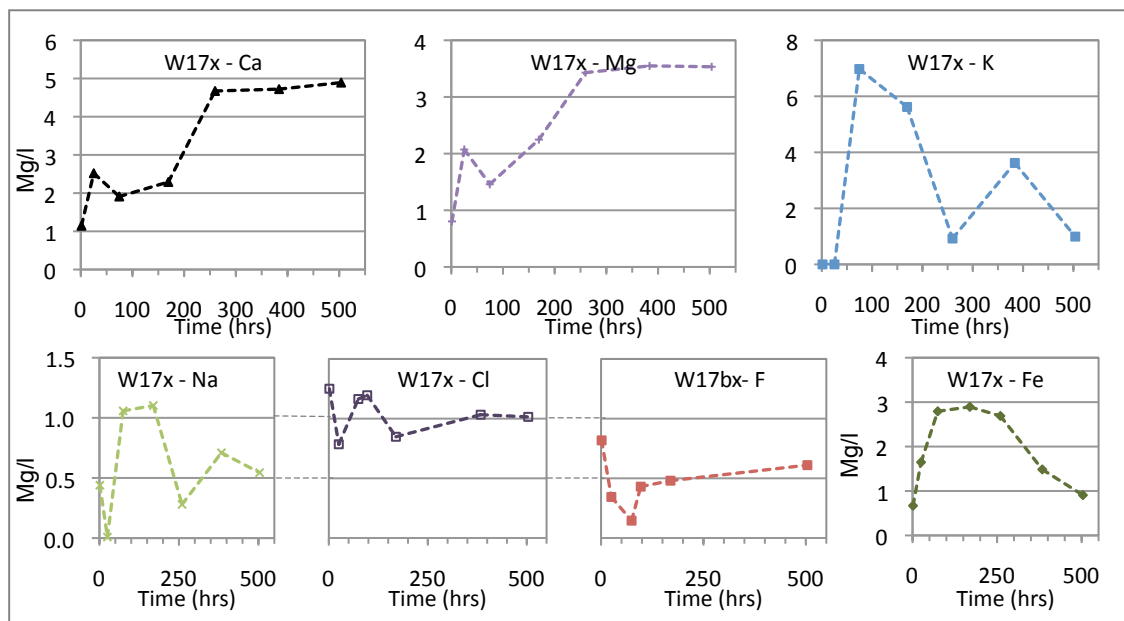 W17x - Ca
6
5
4
3
2
1
0
Mg/l
0 100 200 300 400 500
Time (hrs)
W17x - Mg
4
3
2
1
0
0 100 200 300 400 500
Time (hrs)
W17x - K
8
6
4
2
0
0 100 200 300 400 500
Time (hrs)
W17x - Na
1.5
1.0
0.5
0.0
Mg/l
0 250 500
Time (hrs)
W17x - Cl
0 250 500
Time (hrs)
W17bx- F
0 250 500
Time (hrs)
W17x - Fe
4
3
2
1
0
Mg/l
0 250 500
Time (hrs)